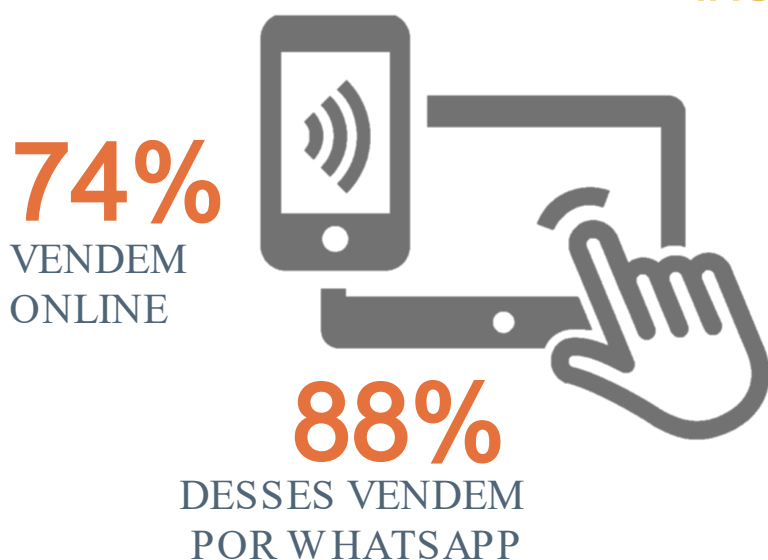 74%
VENDEM
ONLINE
88%
DESSES VENDEM
POR WHATSAPP